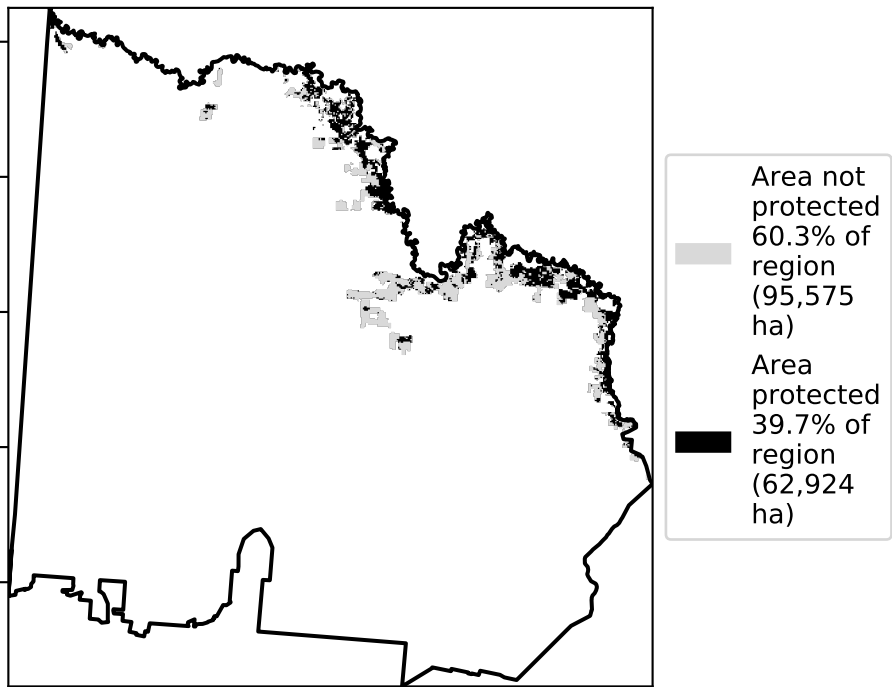 Area not
protected
60.3% of
region
(95,575
ha)
Area
protected
39.7% of
region
(62,924
ha)